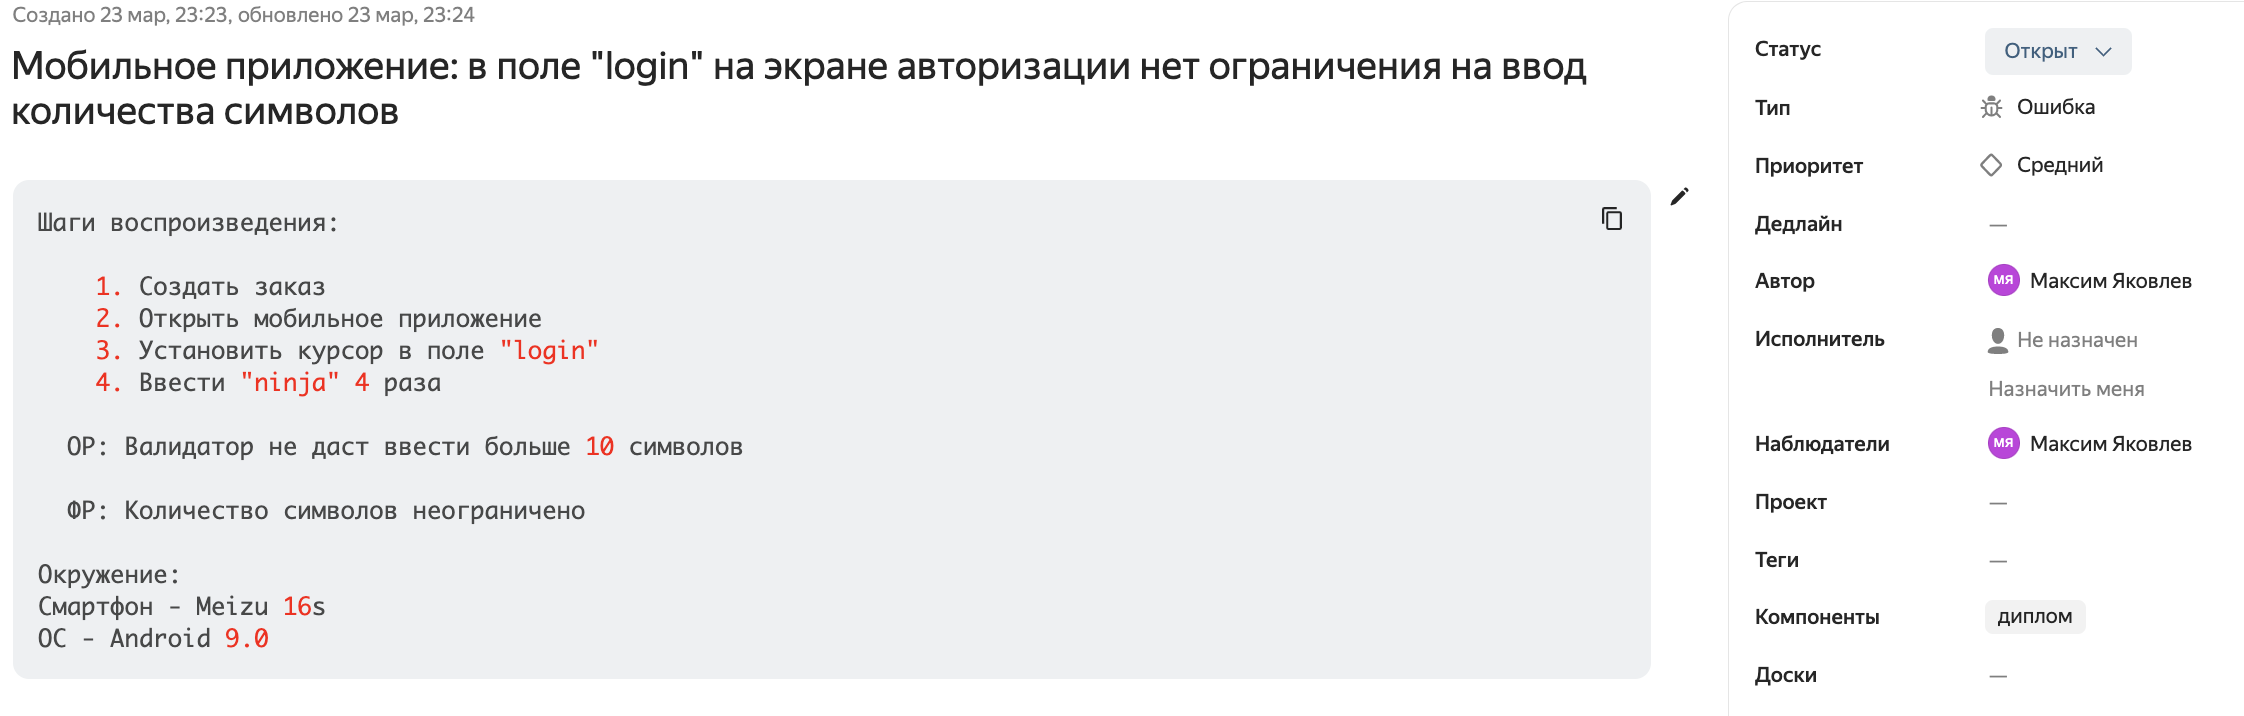 Создано 23 мар, 23:23, обновлено 23 мар, 23:24
Мобильное приложение: в поле "login" на экране авторизации нет ограничения на ввод
количества символов
Шаги воспроизведения:
1. Создать заказ
2. Открыть мобильное приложение
3. Установить курсор в поле "login"
4. Ввести "ninja" 4 раза
ОР: Валидатор не даст ввести больше 10 символов
ФР: Количество символов неограничено
Окружение:
Смартфон - Meizu 16s
ОС - Android 9.0
Статус Открыт
Тип Ошибка
Приоритет Средний
Дедлайн —
Автор МЯ Максим Яковлев
Исполнитель Не назначен
Назначить меня
Наблюдатели МЯ Максим Яковлев
Проект —
Теги —
Компоненты диплом
Доски —